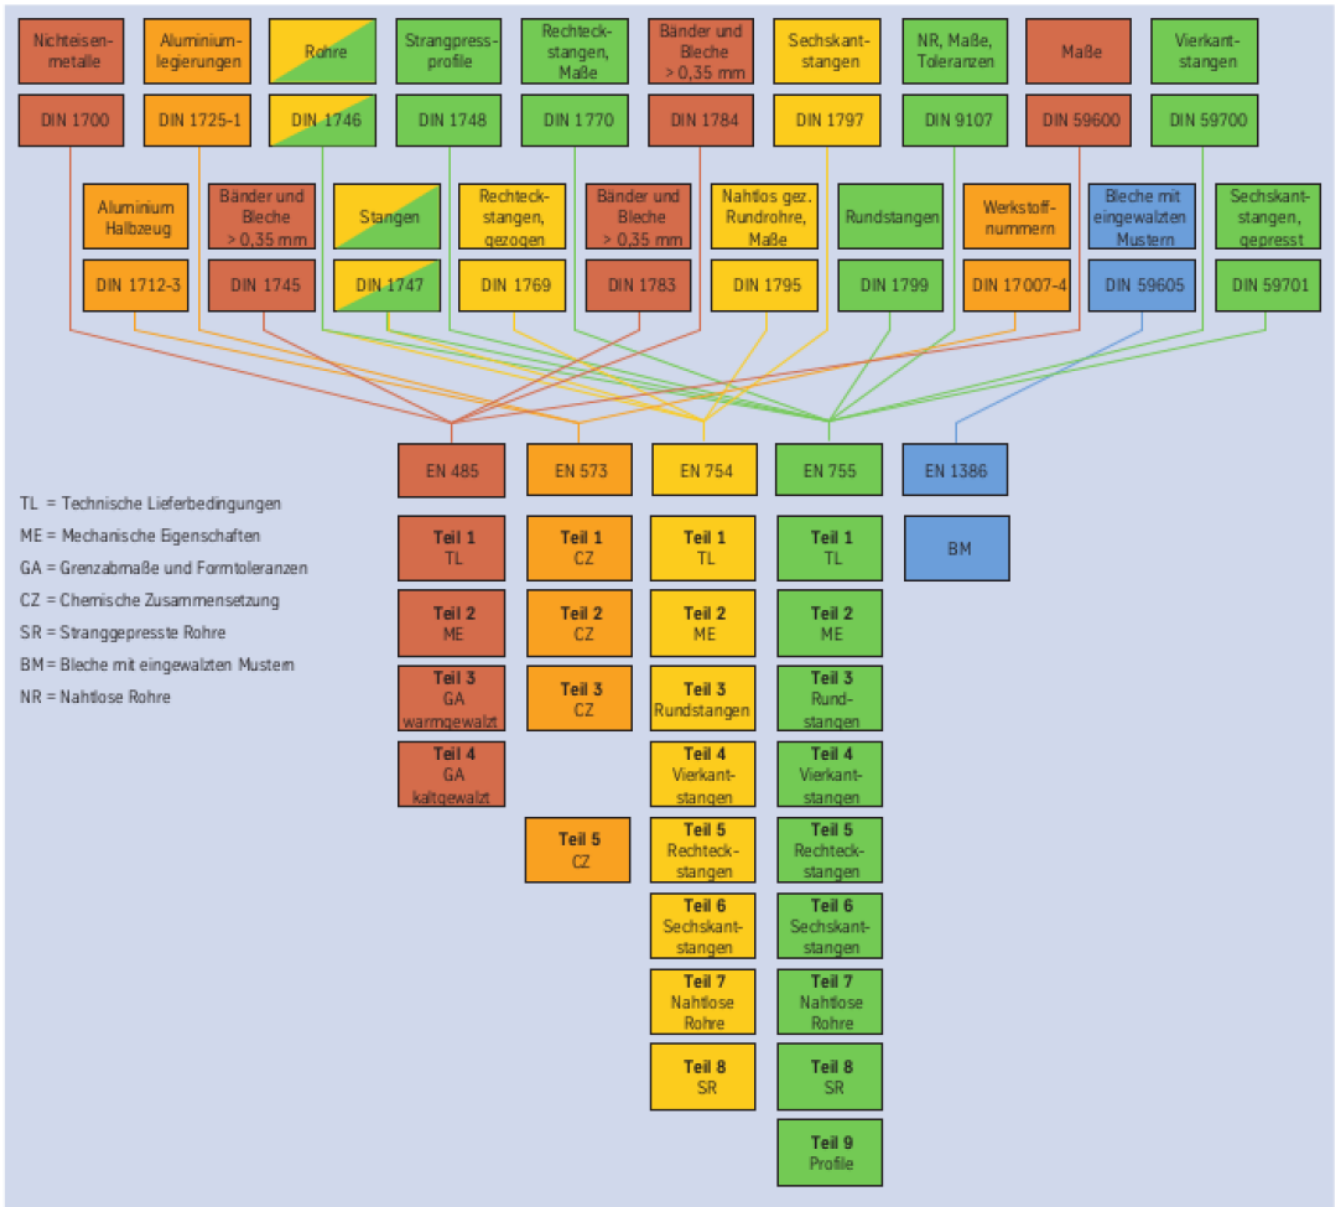 Nichteisen-
metalle
Aluminium-
legierungen
Rohre
Strangpress-
profile
Rechteck-
stangen,
Maße
Bänder und
Bleche
> 0,35 mm
Sechskant-
stangen
NR, Maße,
Toleranzen
Maße
Vierkant-
stangen
DIN 1700
DIN 1725-1
DIN 1746
DIN 1748
DIN 1770
DIN 1784
DIN 1797
DIN 9107
DIN 59600
DIN 59700
Aluminium
Halbzeug
Bänder und
Bleche
> 0,35 mm
Stangen
Rechteck-
stangen,
gezogen
Bänder und
Bleche
> 0,35 mm
Nahtlos gez.
Rundrohre,
Maße
Rundstangen
Werkstoff-
nummern
Bleche mit
eingewalzten
Mustern
Sechskant-
stangen,
gepresst
DIN 1712-3
DIN 1745
DIN 1747
DIN 1769
DIN 1783
DIN 1795
DIN 1799
DIN 17007-4
DIN 59605
DIN 59701
EN 485
EN 573
EN 754
EN 755
EN 1386
TL = Technische Lieferbedingungen
ME = Mechanische Eigenschaften
GA = Grenzabmaße und Formtoleranzen
CZ = Chemische Zusammensetzung
SR = Stranggepresste Rohre
BM = Bleche mit eingewalzten Mustern
NR = Nahtlose Rohre
Teil 1
TL
Teil 1
CZ
Teil 1
TL
Teil 1
TL
BM
Teil 2
ME
Teil 2
CZ
Teil 2
ME
Teil 2
ME
Teil 3
GA
warmgewalzt
Teil 3
CZ
Teil 3
Rundstangen
Teil 3
Rund-
stangen
Teil 4
GA
kaltgewalzt
Teil 4
Vierkant-
stangen
Teil 4
Vierkant-
stangen
Teil 5
CZ
Teil 5
Rechteck-
stangen
Teil 5
Rechteck-
stangen
Teil 6
Sechskant-
stangen
Teil 6
Sechskant-
stangen
Teil 7
Nahtlose
Rohre
Teil 7
Nahtlose
Rohre
Teil 8
SR
Teil 8
SR
Teil 9
Profile